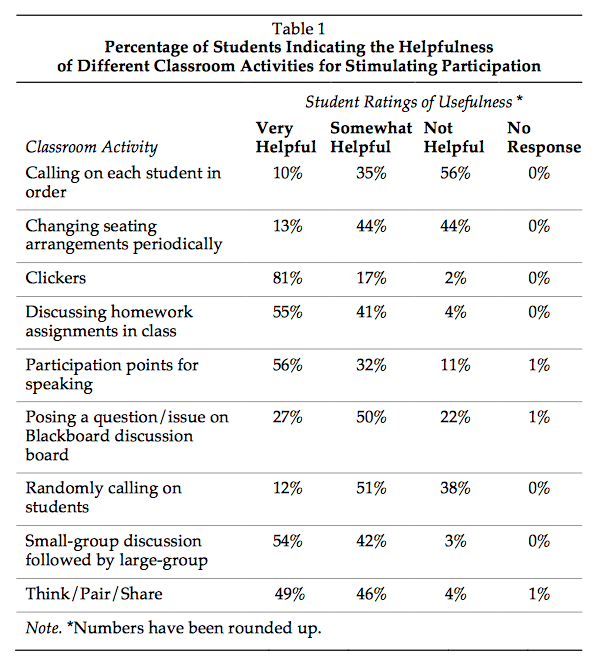 Table 1
Percentage of Students Indicating the Helpfulness
of Different Classroom Activities for Stimulating Participation
Student Ratings of Usefulness *
Very Somewhat Not No
Classroom Activity Helpful Helpful Helpful Response
Calling on each student in 10% 35% 56% 0%
order
Changing seating 13% 44% 44% 0%
arrangements periodically
Clickers 81% 17% 2% 0%
Discussing homework 55% 41% 4% 0%
assignments in class
Participation points for 56% 32% 11% 1%
speaking
Posing a question/issue on 27% 50% 22% 1%
Blackboard discussion
board
Randomly calling on 12% 51% 38% 0%
students
Small-group discussion 54% 42% 3% 0%
followed by large-group
Think/Pair/Share 49% 46% 4% 1%
Note. *Numbers have been rounded up.